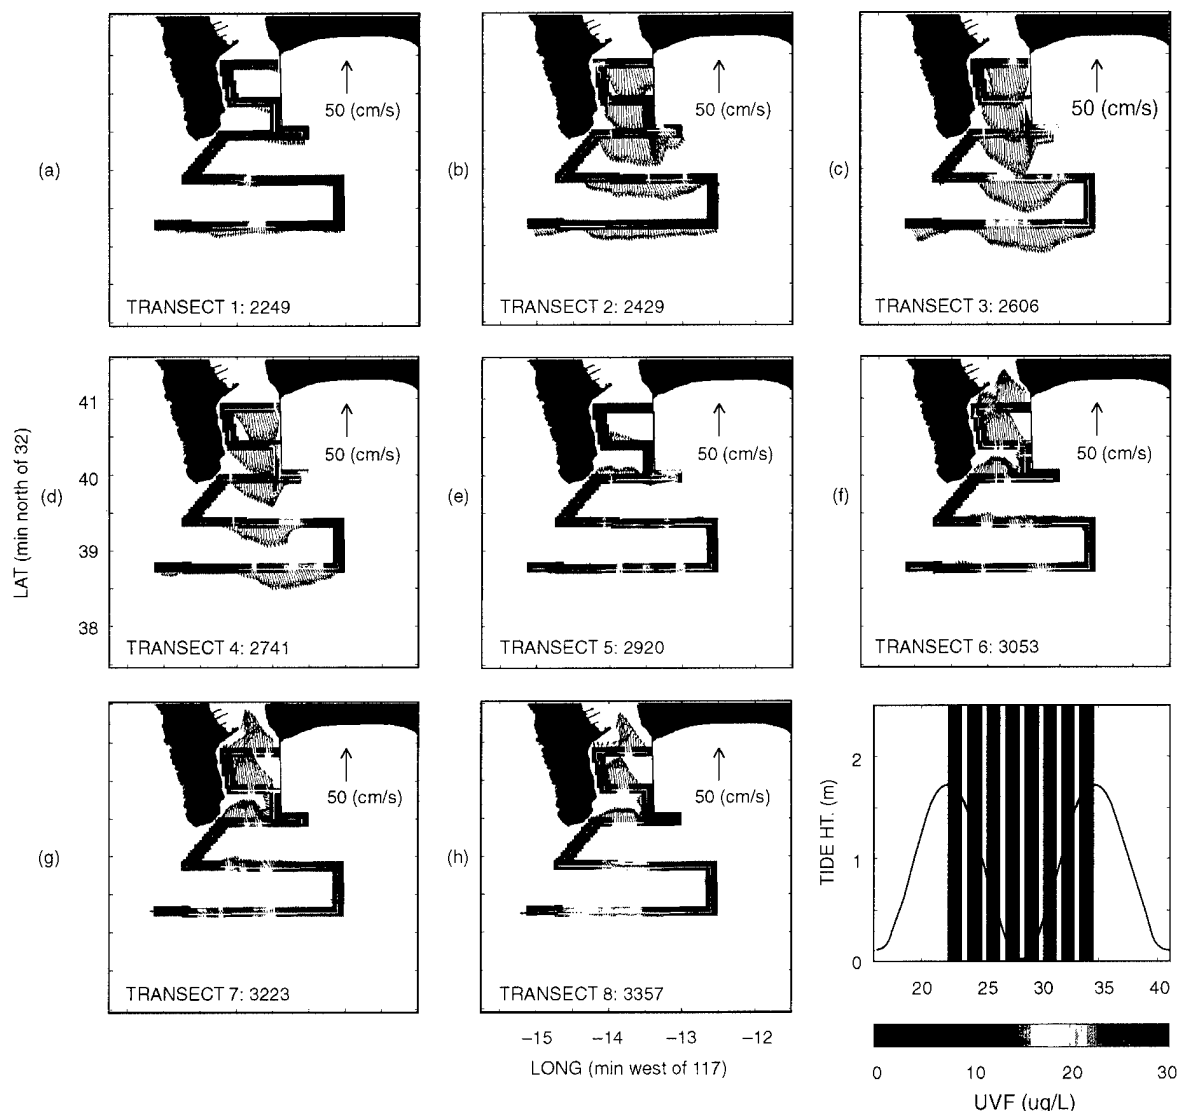 50 (cm/s)
50 (cm/s)
50 (cm/s)
(a)
(b)
(c)
TRANSECT 1: 2249
TRANSECT 2: 2429
TRANSECT 3: 2606
41
40
39
38
LAT (min north of 32)
50 (cm/s)
50 (cm/s)
50 (cm/s)
(d)
(e)
(f)
TRANSECT 4: 2741
TRANSECT 5: 2920
TRANSECT 6: 3053
50 (cm/s)
50 (cm/s)
(g)
(h)
TRANSECT 7: 3223
TRANSECT 8: 3357
−15 −14 −13 −12
LONG (min west of 117)
TIDE HT. (m)
2
1
0
20 25 30 35 40
0 10 20 30
UVF (ug/L)